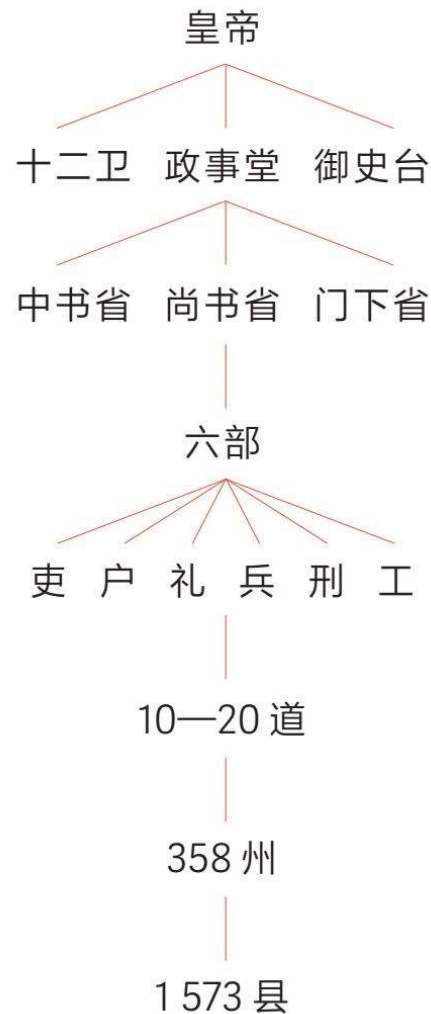 皇帝
十二卫 政事堂 御史台
中书省 尚书省 门下省
六部
吏 户 礼 兵 刑 工
10—20 道
358 州
1 573 县